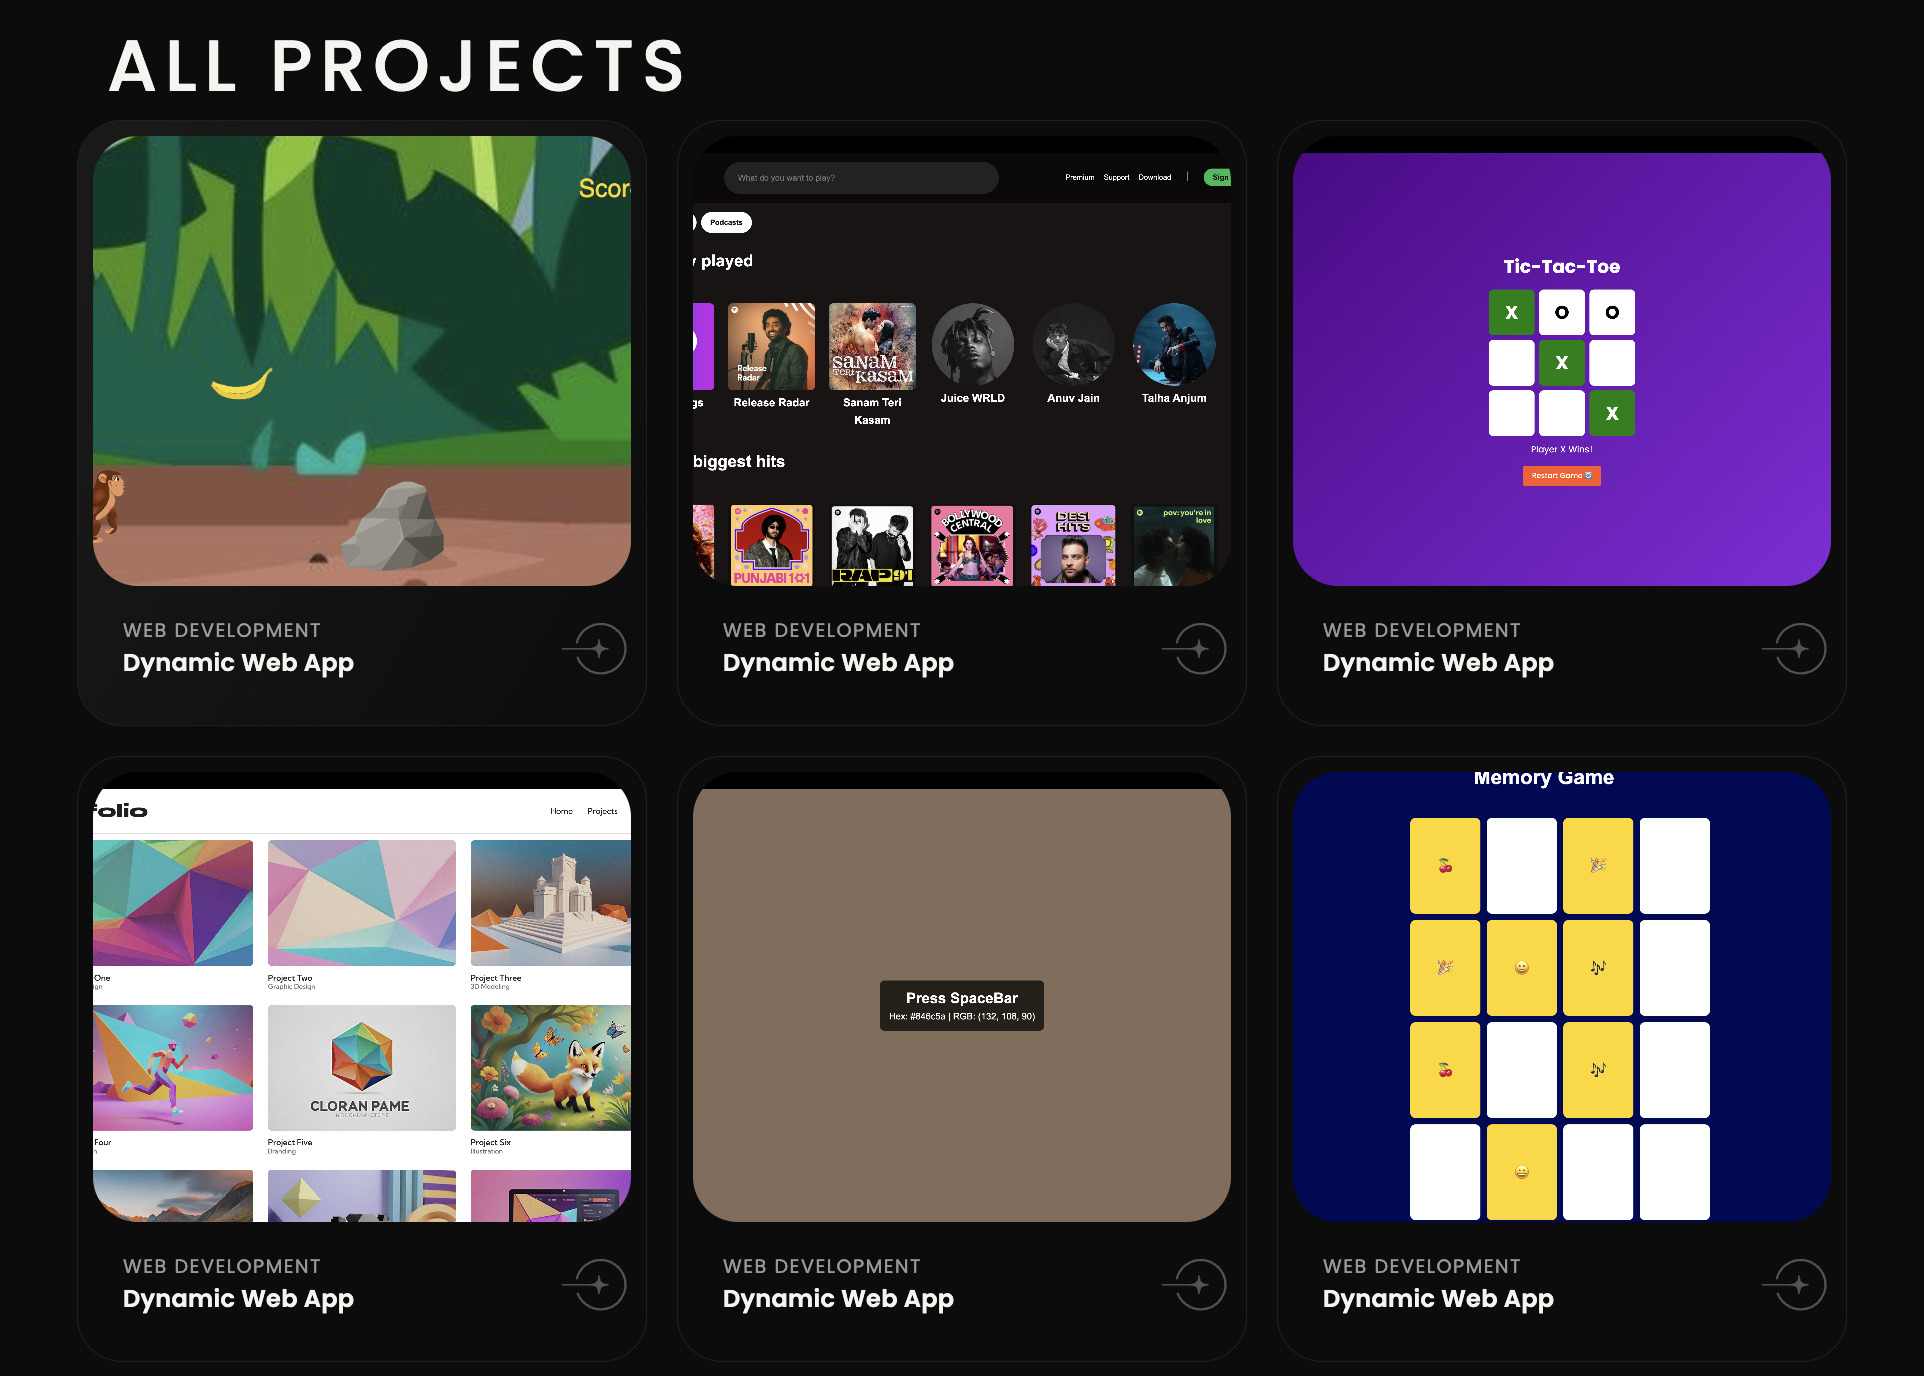 ALL PROJECTS
Scor
WEB DEVELOPMENT
Dynamic Web App
What do you want to play?
Premium Support Download | Sign
Podcasts
y played
gs
Release Radar
Release Radar
SANAM TERI KASAM
Sanam Teri Kasam
Juice WRLD
Anuv Jain
Talha Anjum
biggest hits
PUNJABI 101
RAP 91
BOLLYWOOD CENTRAL
DESI HITS
pov: you're in love
WEB DEVELOPMENT
Dynamic Web App
Tic-Tac-Toe
X O O
X
X
Player X Wins!
Restart Game
WEB DEVELOPMENT
Dynamic Web App
folio
Home Projects
One
ign
Project Two
Graphic Design
Project Three
3D Modeling
CLORAN PAME
Four
n
Project Five
Branding
Project Six
Illustration
WEB DEVELOPMENT
Dynamic Web App
Press SpaceBar
Hex: #846c5a | RGB: (132, 108, 90)
WEB DEVELOPMENT
Dynamic Web App
Memory Game
WEB DEVELOPMENT
Dynamic Web App